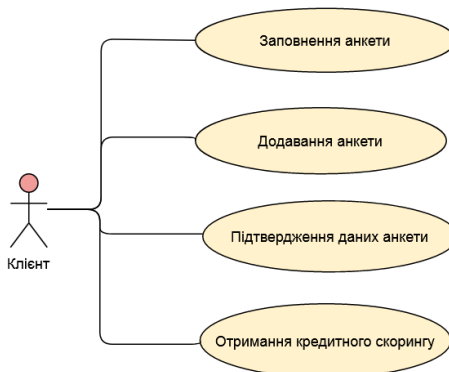 Заповнення анкети
Додавання анкети
Підтвердження даних анкети
Клієнт
Отримання кредитного скорингу